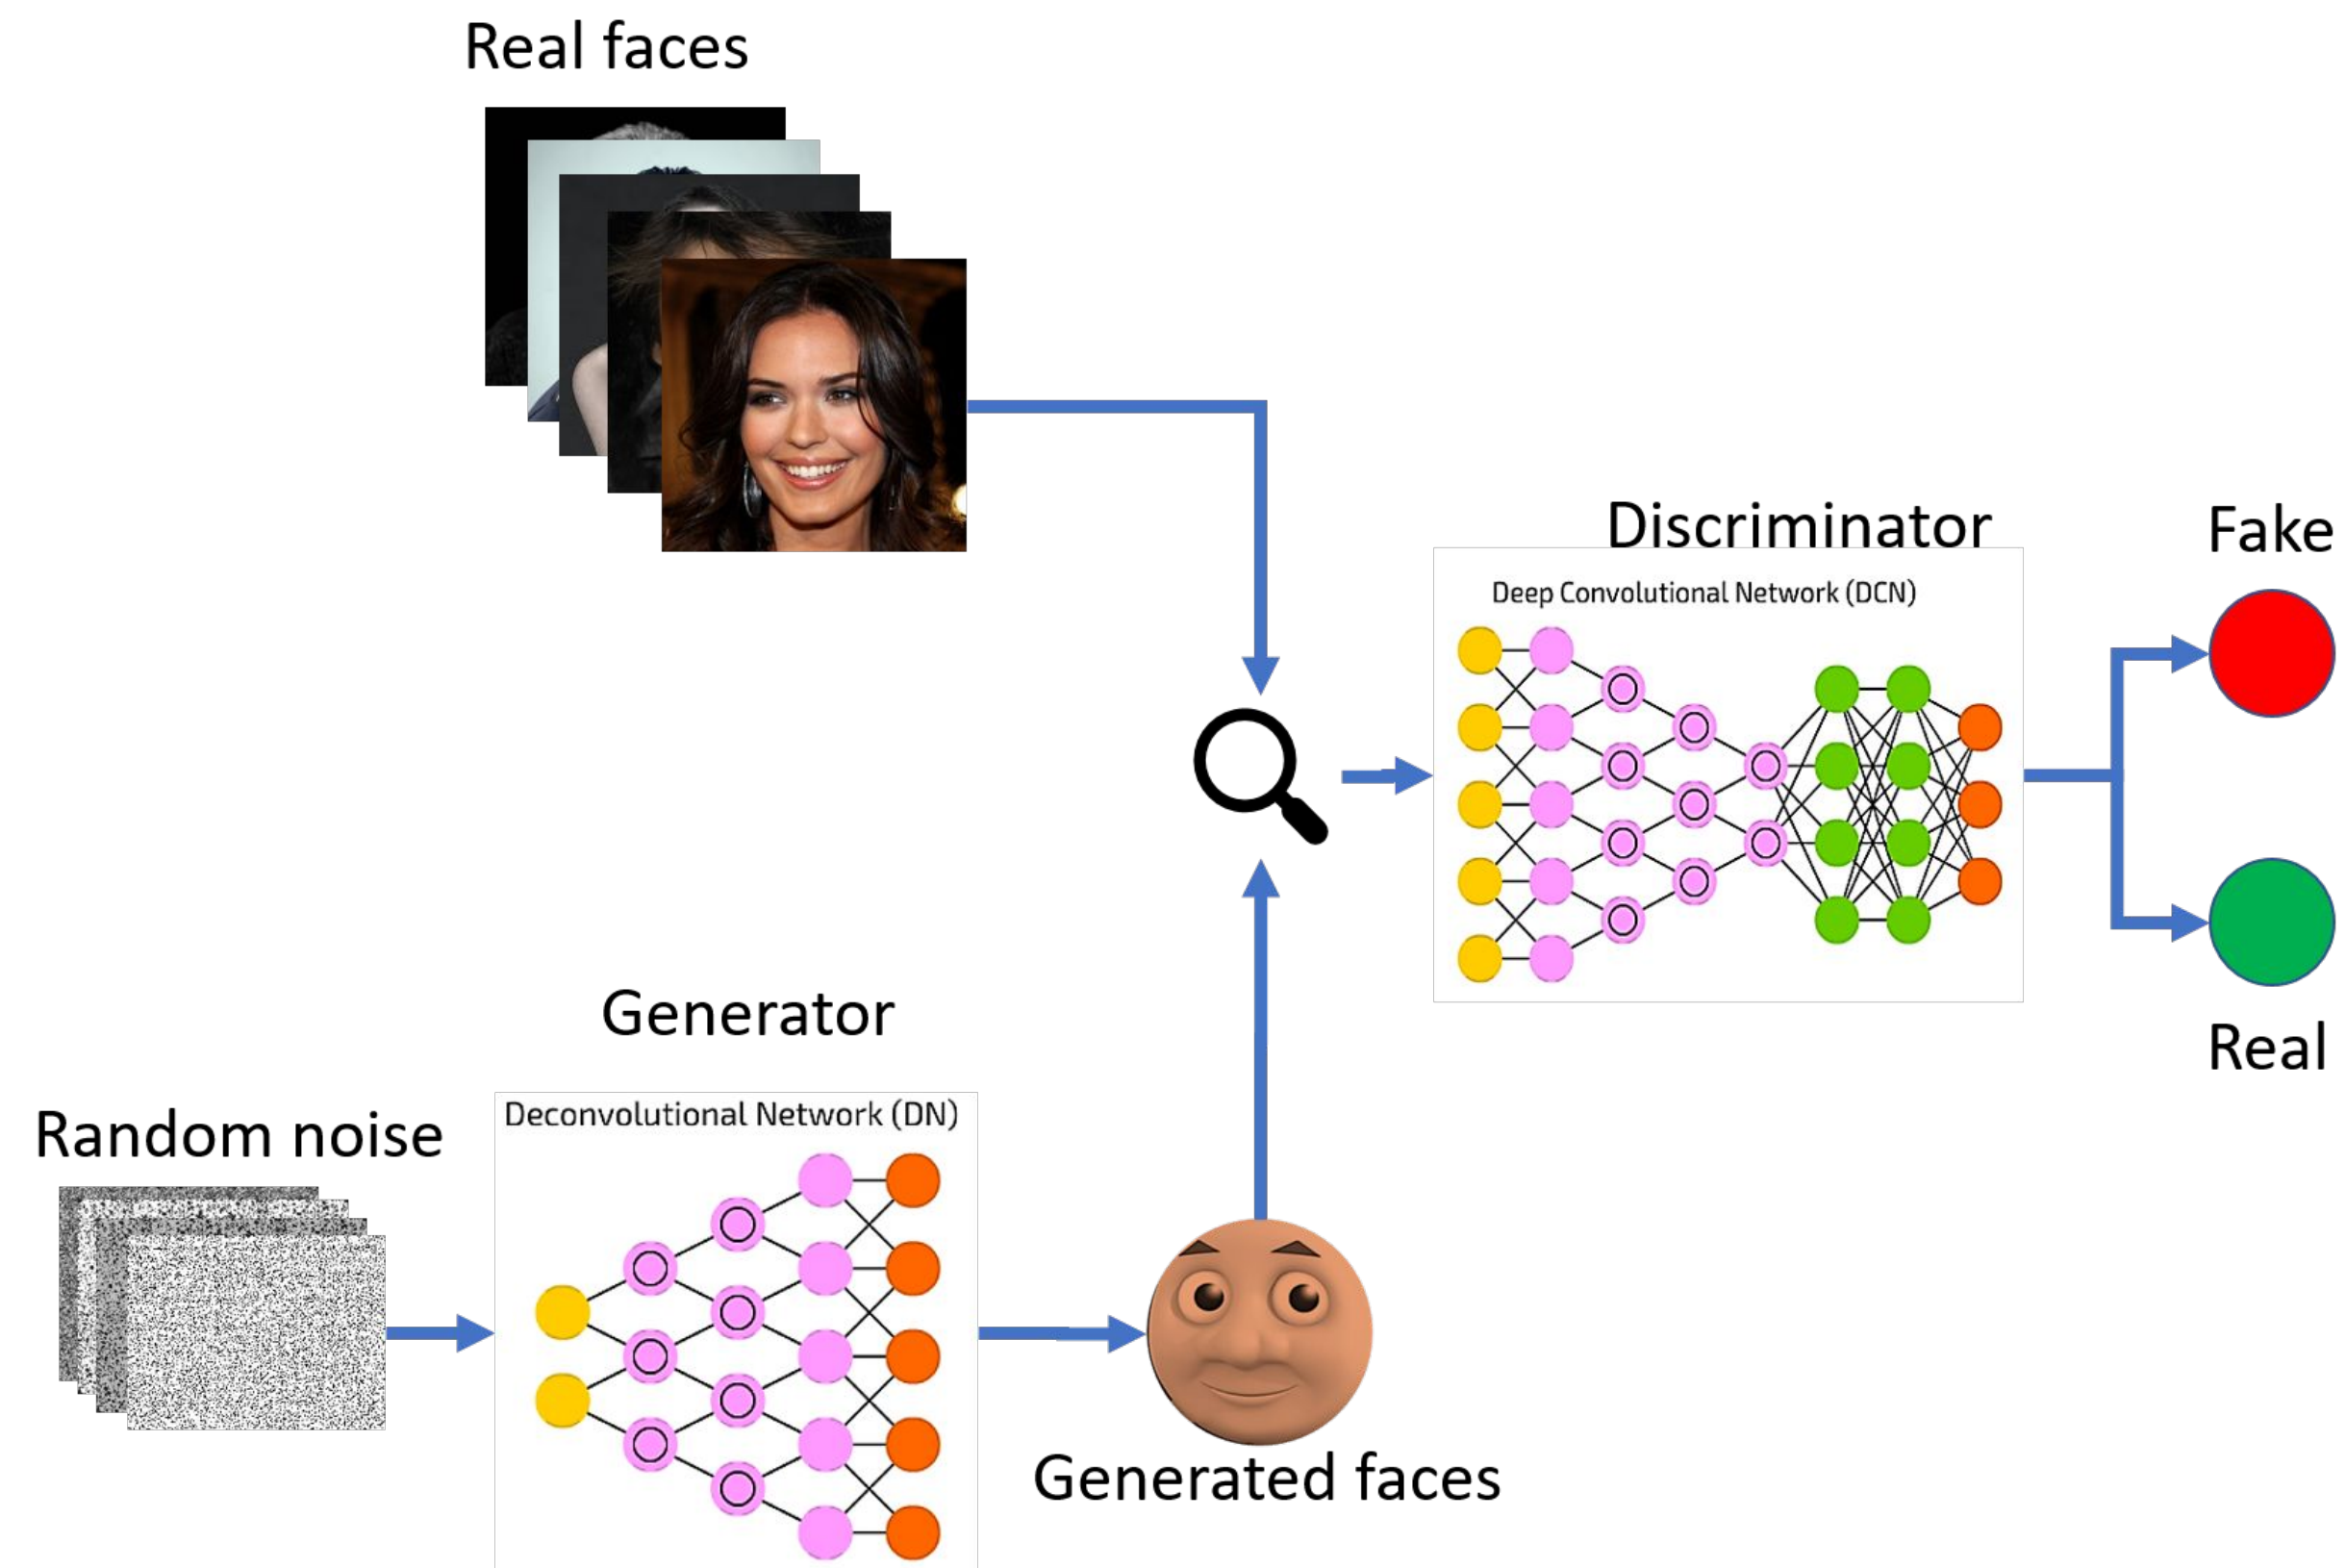 Real faces
Discriminator
Fake
Deep Convolutional Network (DCN)
Generator
Real
Random noise
Deconvolutional Network (DN)
Generated faces